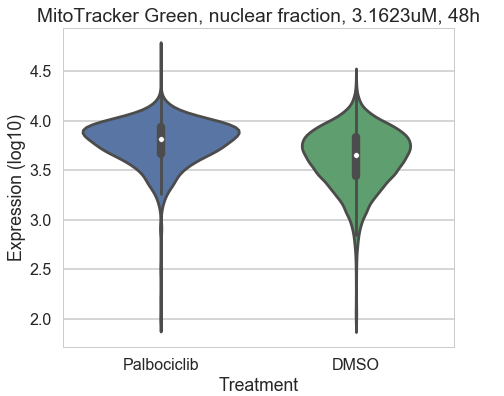 MitoTracker Green, nuclear fraction, 3.1623uM, 48h
Expression (log10)
4.5
4.0
3.5
3.0
2.5
2.0
Palbociclib DMSO
Treatment